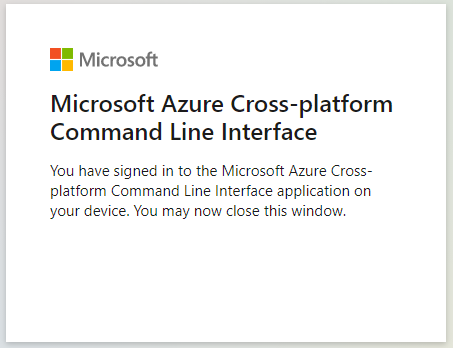 Microsoft
Microsoft Azure Cross-platform
Command Line Interface
You have signed in to the Microsoft Azure Cross-
platform Command Line Interface application on
your device. You may now close this window.